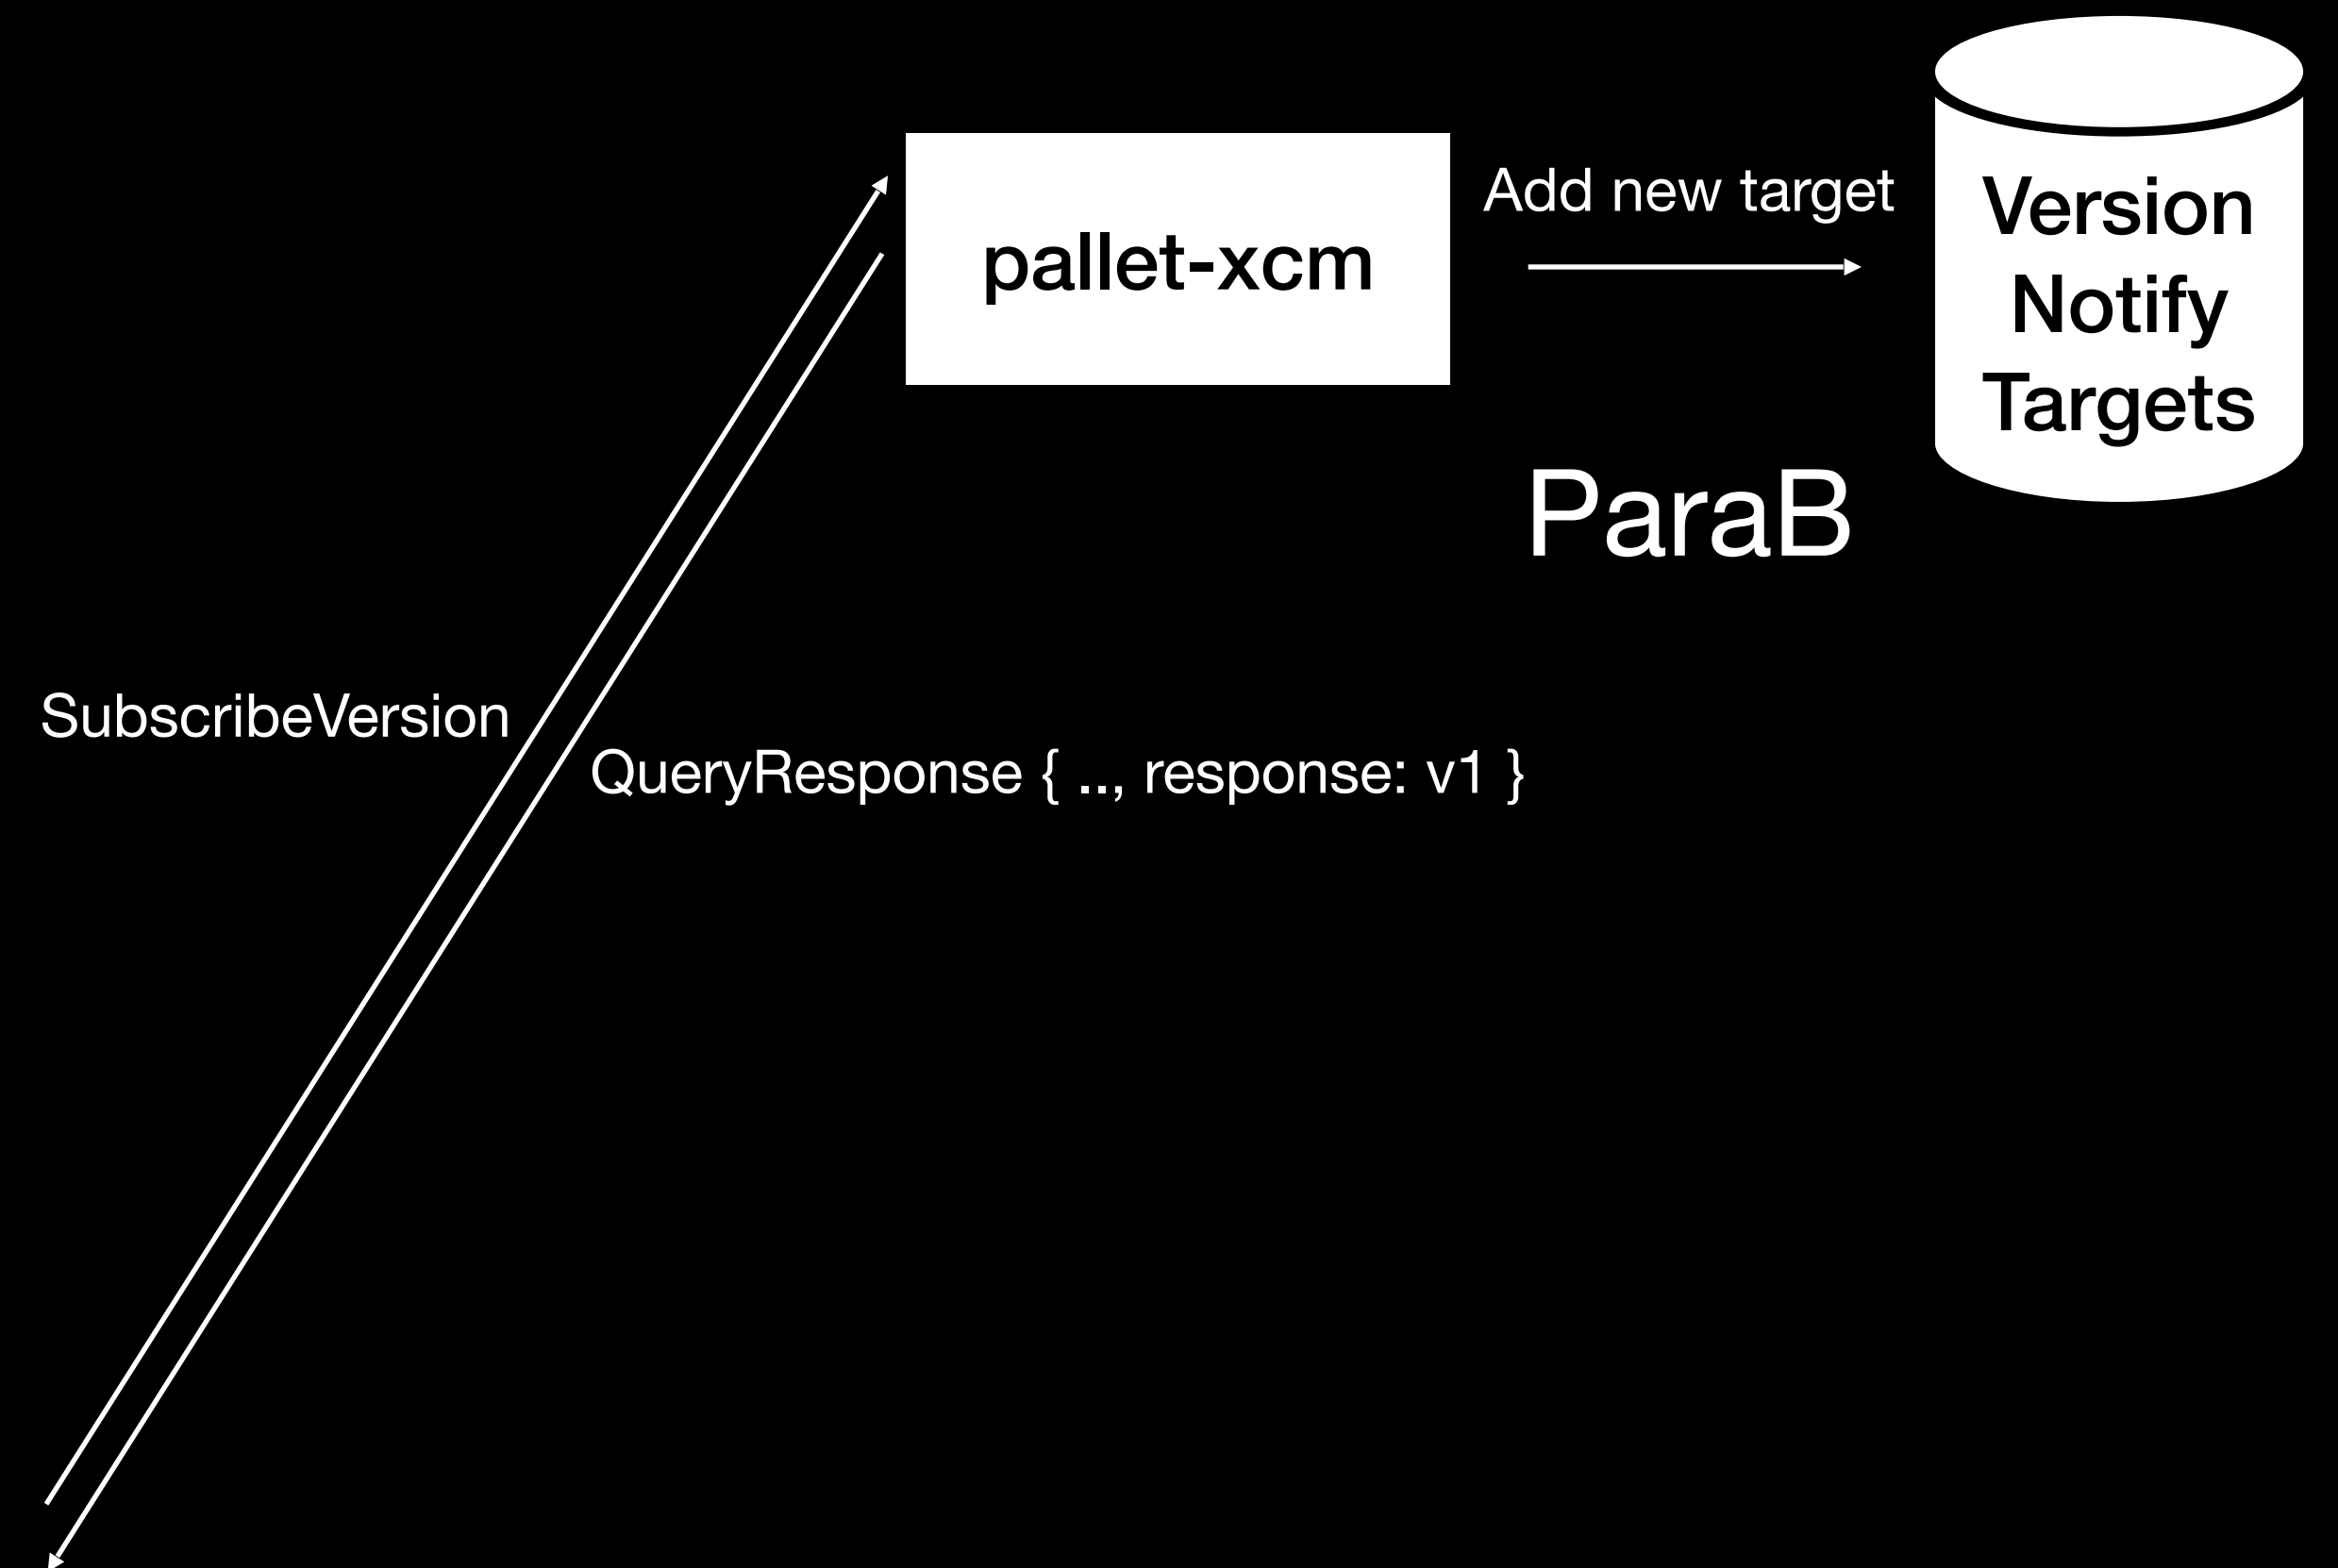 pallet-xcm
Add new target
Version
Notify
Targets
ParaB
SubscribeVersion
QueryResponse { .., response: v1 }